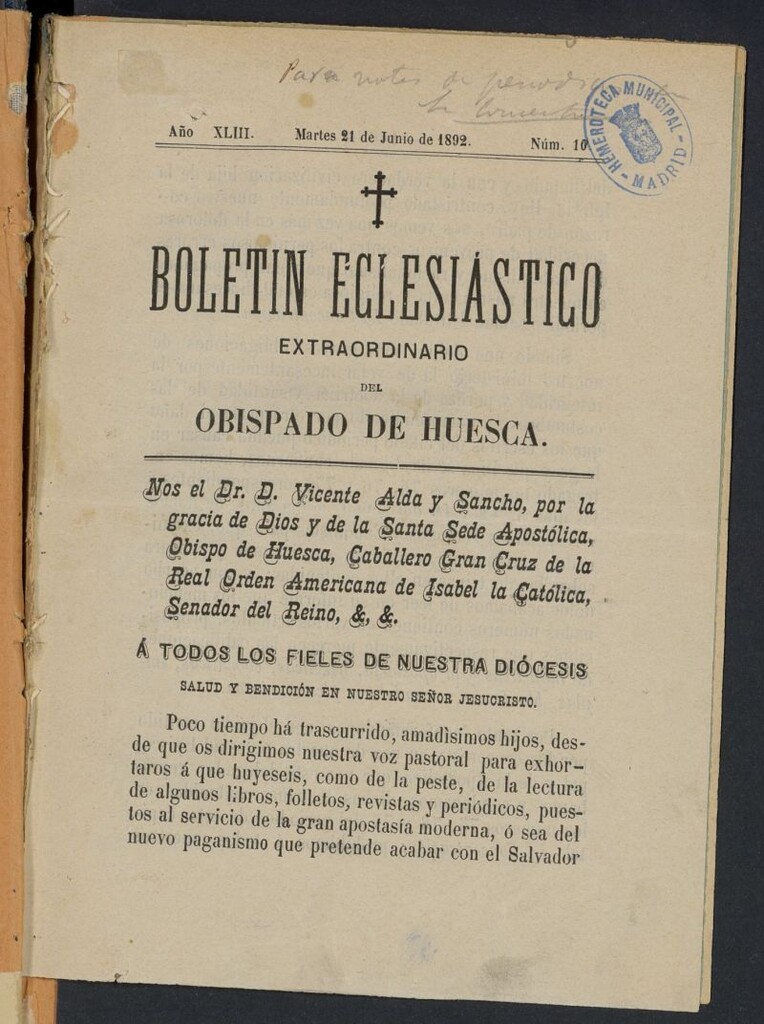 Para notas de
Año XLIII. Martes 21 de Junio de 1892. Núm. 10
HEMEROTECA MUNICIPAL - MADRID -
BOLETIN ECLESIÁSTICO
EXTRAORDINARIO
DEL
OBISPADO DE HUESCA.
Nos el Dr. D. Vicente Alda y Sancho, por la
gracia de Dios y de la Santa Sede Apostólica,
Obispo de Huesca, Caballero Gran Cruz de la
Real Orden Americana de Isabel la Católica,
Senador del Reino, &, &.
Á TODOS LOS FIELES DE NUESTRA DIÓCESIS
SALUD Y BENDICIÓN EN NUESTRO SEÑOR JESUCRISTO.
Poco tiempo há trascurrido, amadìsimos hijos, des-
de que os dirigimos nuestra voz pastoral para exhor-
taros á que huyeseis, como de la peste, de la lectura
de algunos libros, folletos, revistas y periódicos, pues-
tos al servicio de la gran apostasía moderna, ó sea del
nuevo paganismo que pretende acabar con el Salvador